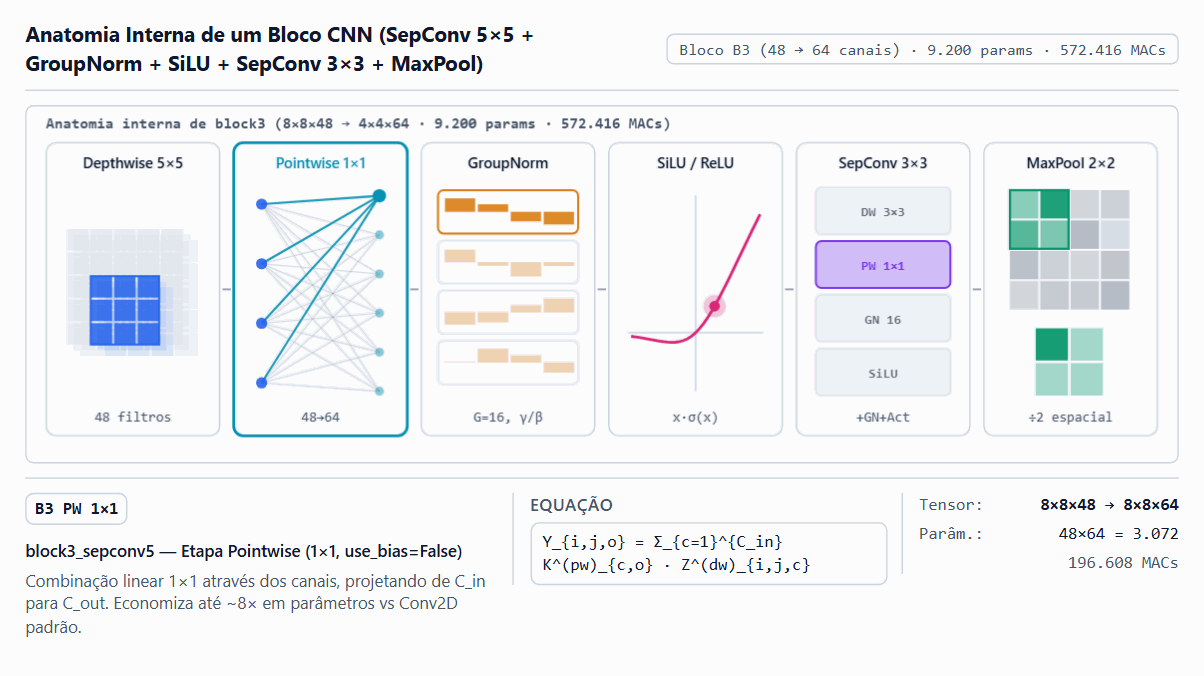 Anatomia Interna de um Bloco CNN (SepConv 5×5 +
GroupNorm + SiLU + SepConv 3×3 + MaxPool)
Bloco B3 (48 → 64 canais) · 9.200 params · 572.416 MACs
Anatomia interna de block3 (8×8×48 → 4×4×64 · 9.200 params · 572.416 MACs)
Depthwise 5×5
48 filtros
Pointwise 1×1
48→64
GroupNorm
G=16, γ/β
SiLU / ReLU
x·σ(x)
SepConv 3×3
DW 3×3
PW 1×1
GN 16
SiLU
+GN+Act
MaxPool 2×2
÷2 espacial
B3 PW 1×1
block3_sepconv5 — Etapa Pointwise (1×1, use_bias=False)
Combinação linear 1×1 através dos canais, projetando de C_in
para C_out. Economiza até ~8× em parâmetros vs Conv2D
padrão.
EQUAÇÃO
Y_{i,j,o} = Σ_{c=1}^{C_in}
K^(pw)_{c,o} · Z^(dw)_{i,j,c}
Tensor: 8×8×48 → 8×8×64
Parâm.: 48×64 = 3.072
196.608 MACs